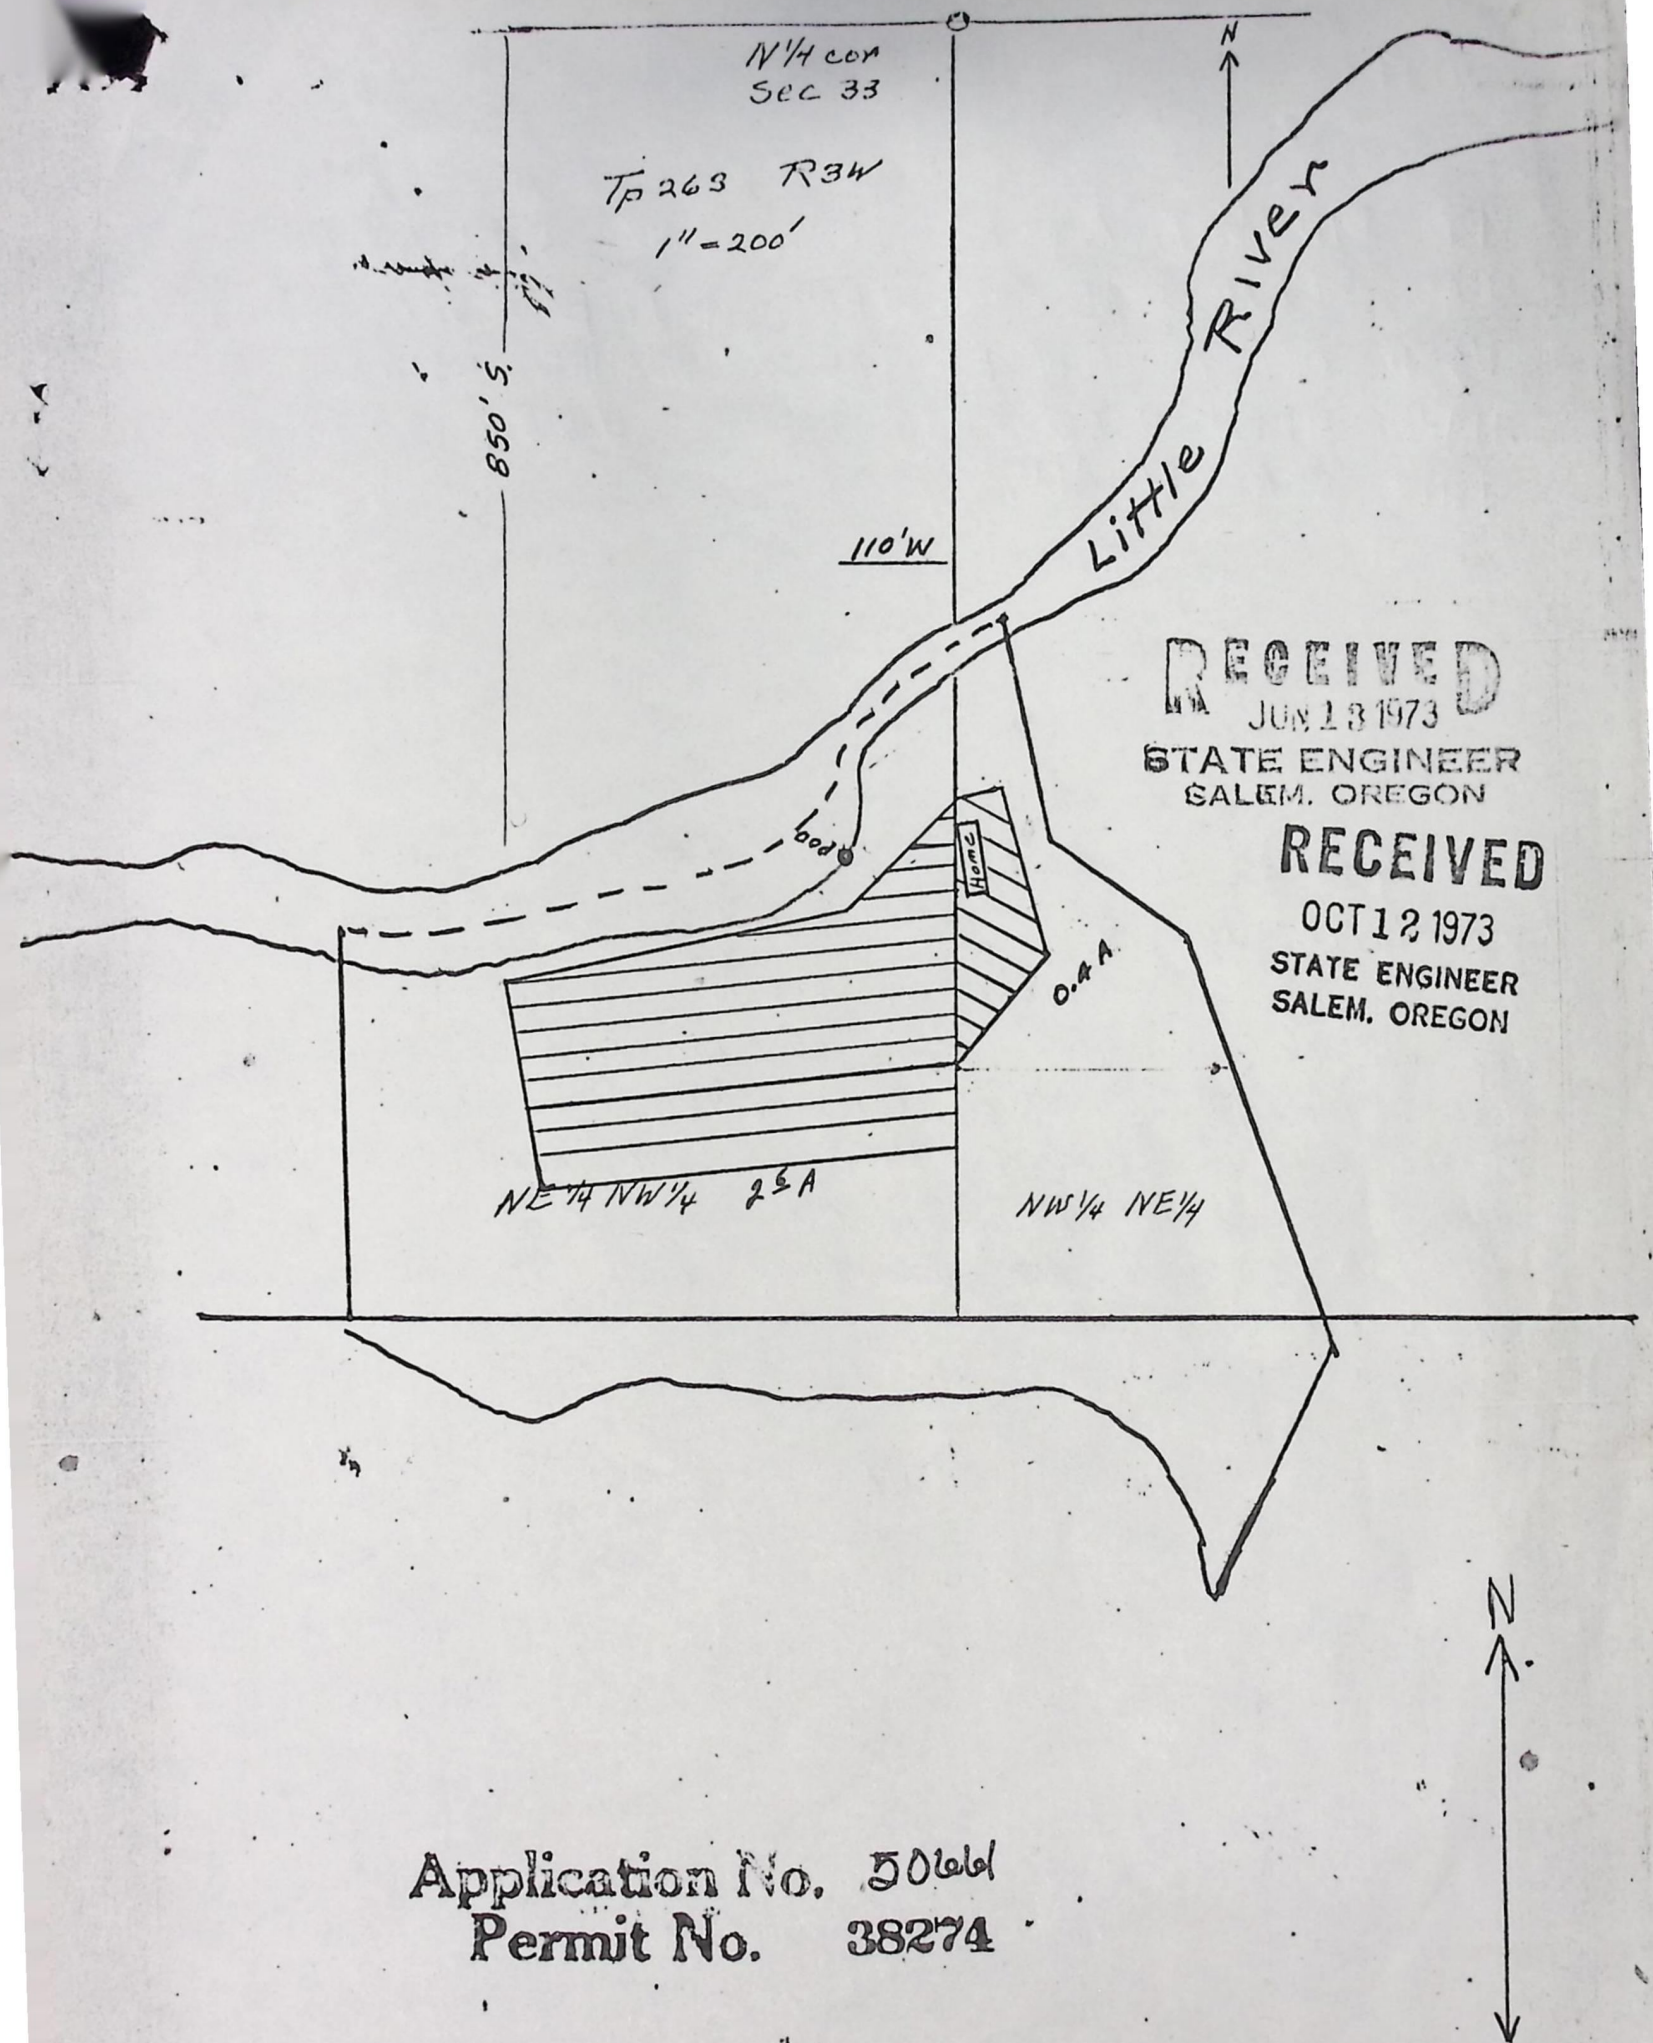 N
N 1/4 cor
Sec 33
Tp 26S R3W
1" = 200'
850' S.
110' W
Little River
RECEIVED
JUN 13 1973
STATE ENGINEER
SALEM, OREGON
RECEIVED
OCT 12 1973
STATE ENGINEER
SALEM, OREGON
POD
Home
0.4 A.
NE 1/4 NW 1/4 2 6 A
NW 1/4 NE 1/4
N
Application No.
Permit No. 38274